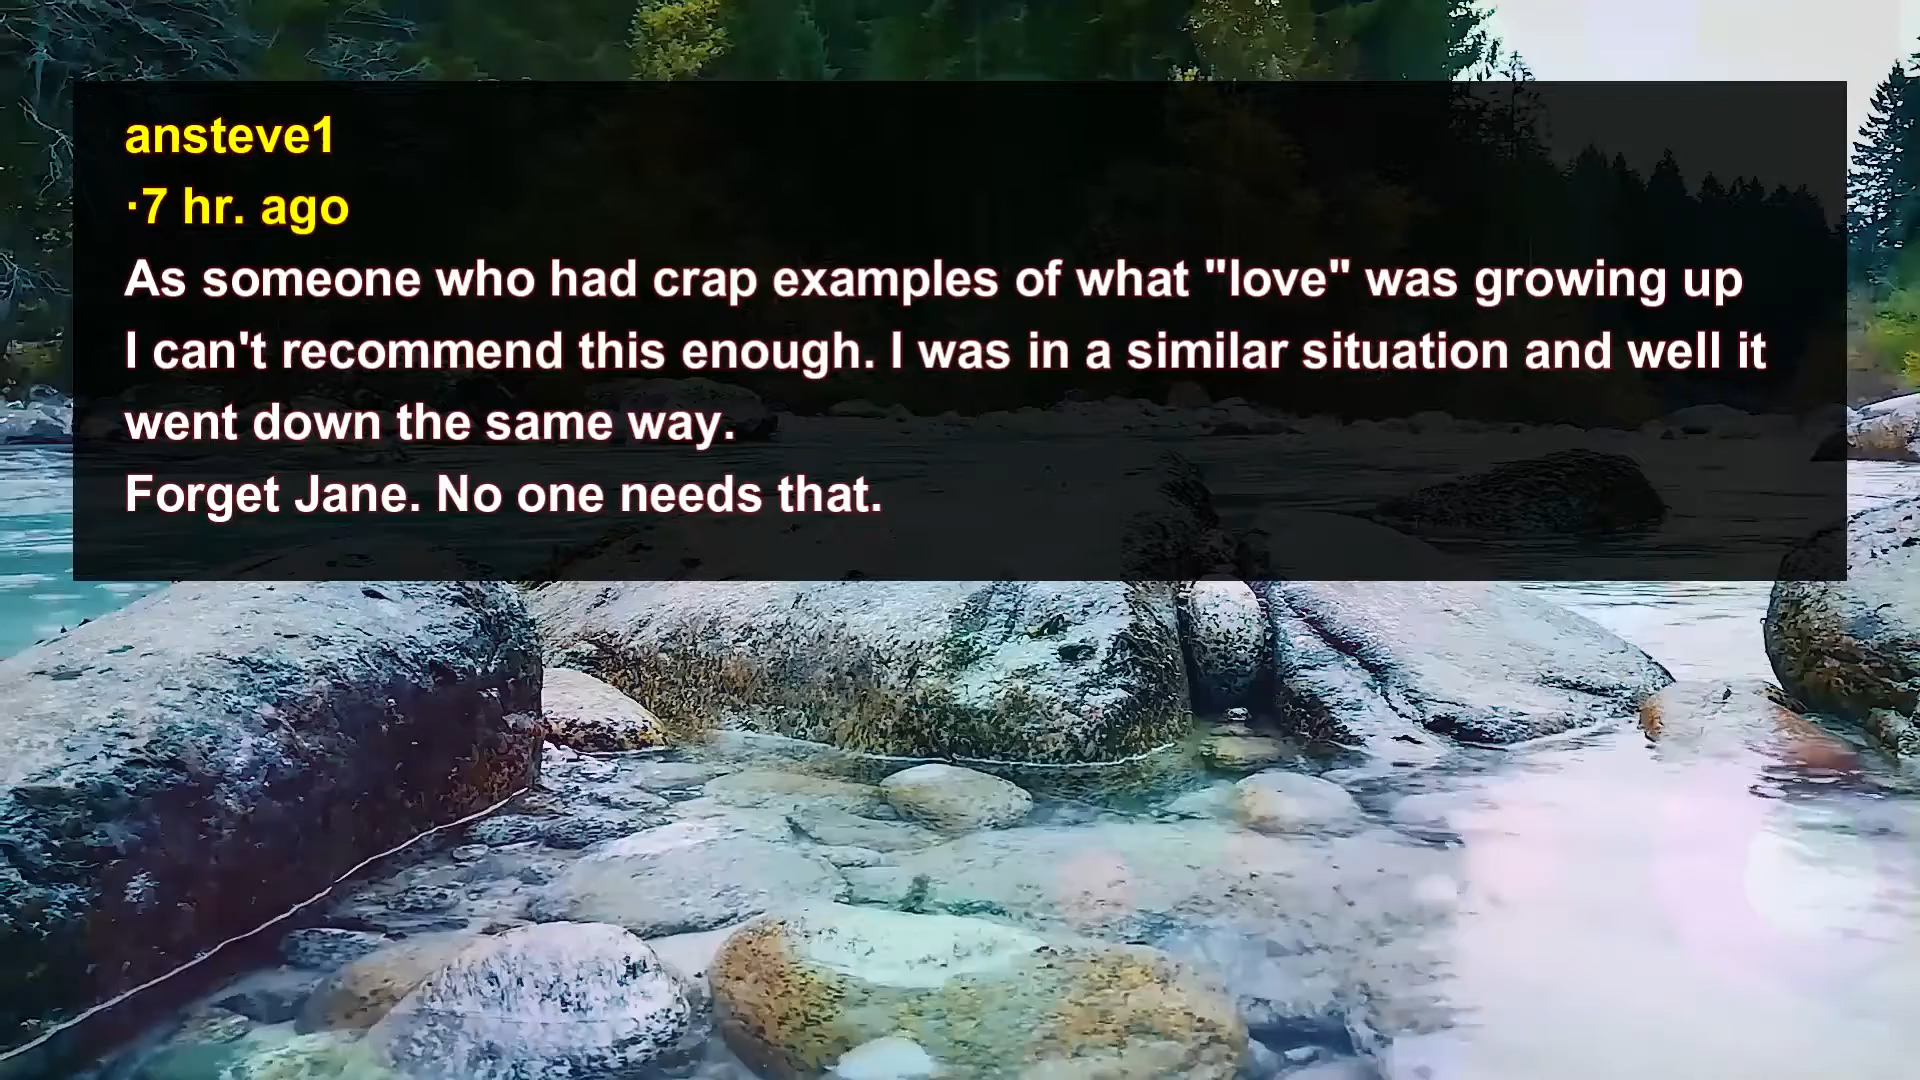 ansteve1
·7 hr. ago
As someone who had crap examples of what "love" was growing up
I can't recommend this enough. I was in a similar situation and well it
went down the same way.
Forget Jane. No one needs that.